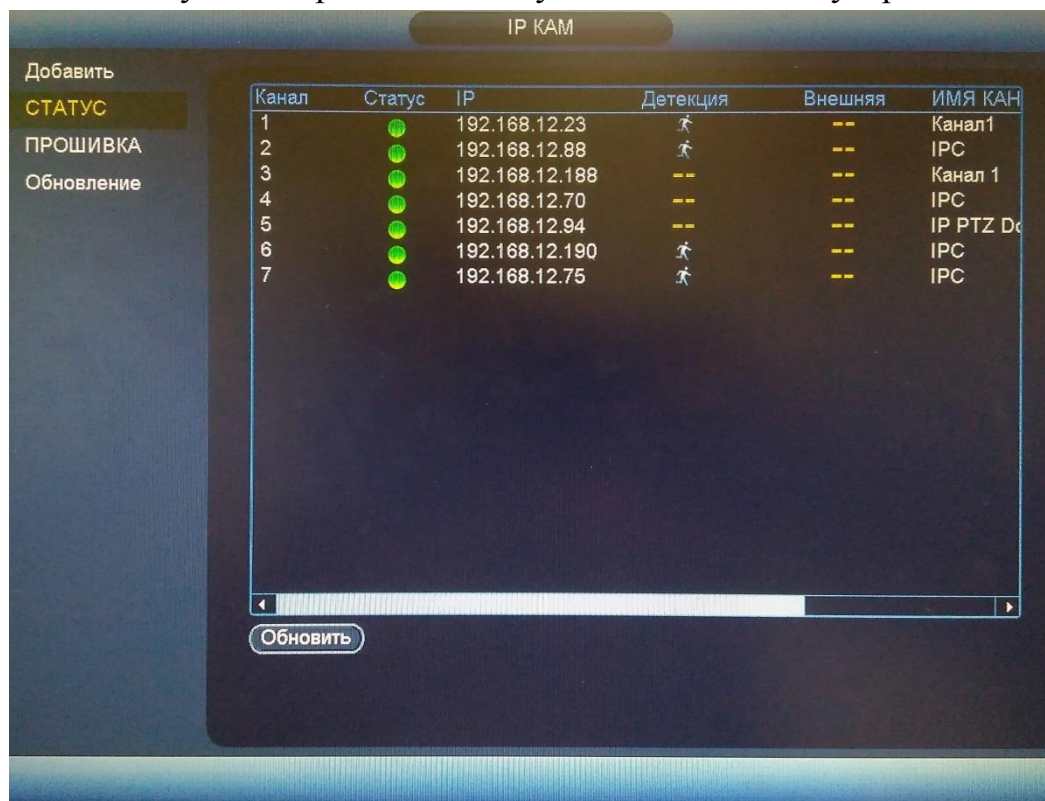 IP КАМ
Добавить
СТАТУС
ПРОШИВКА
Обновление
Канал Статус IP Детекция Внешняя ИМЯ КАН
1 192.168.12.23 -- Канал1
2 192.168.12.88 -- IPC
3 192.168.12.188 -- -- Канал 1
4 192.168.12.70 -- -- IPC
5 192.168.12.94 -- -- IP PTZ Do
6 192.168.12.190 -- IPC
7 192.168.12.75 -- IPC
Обновить